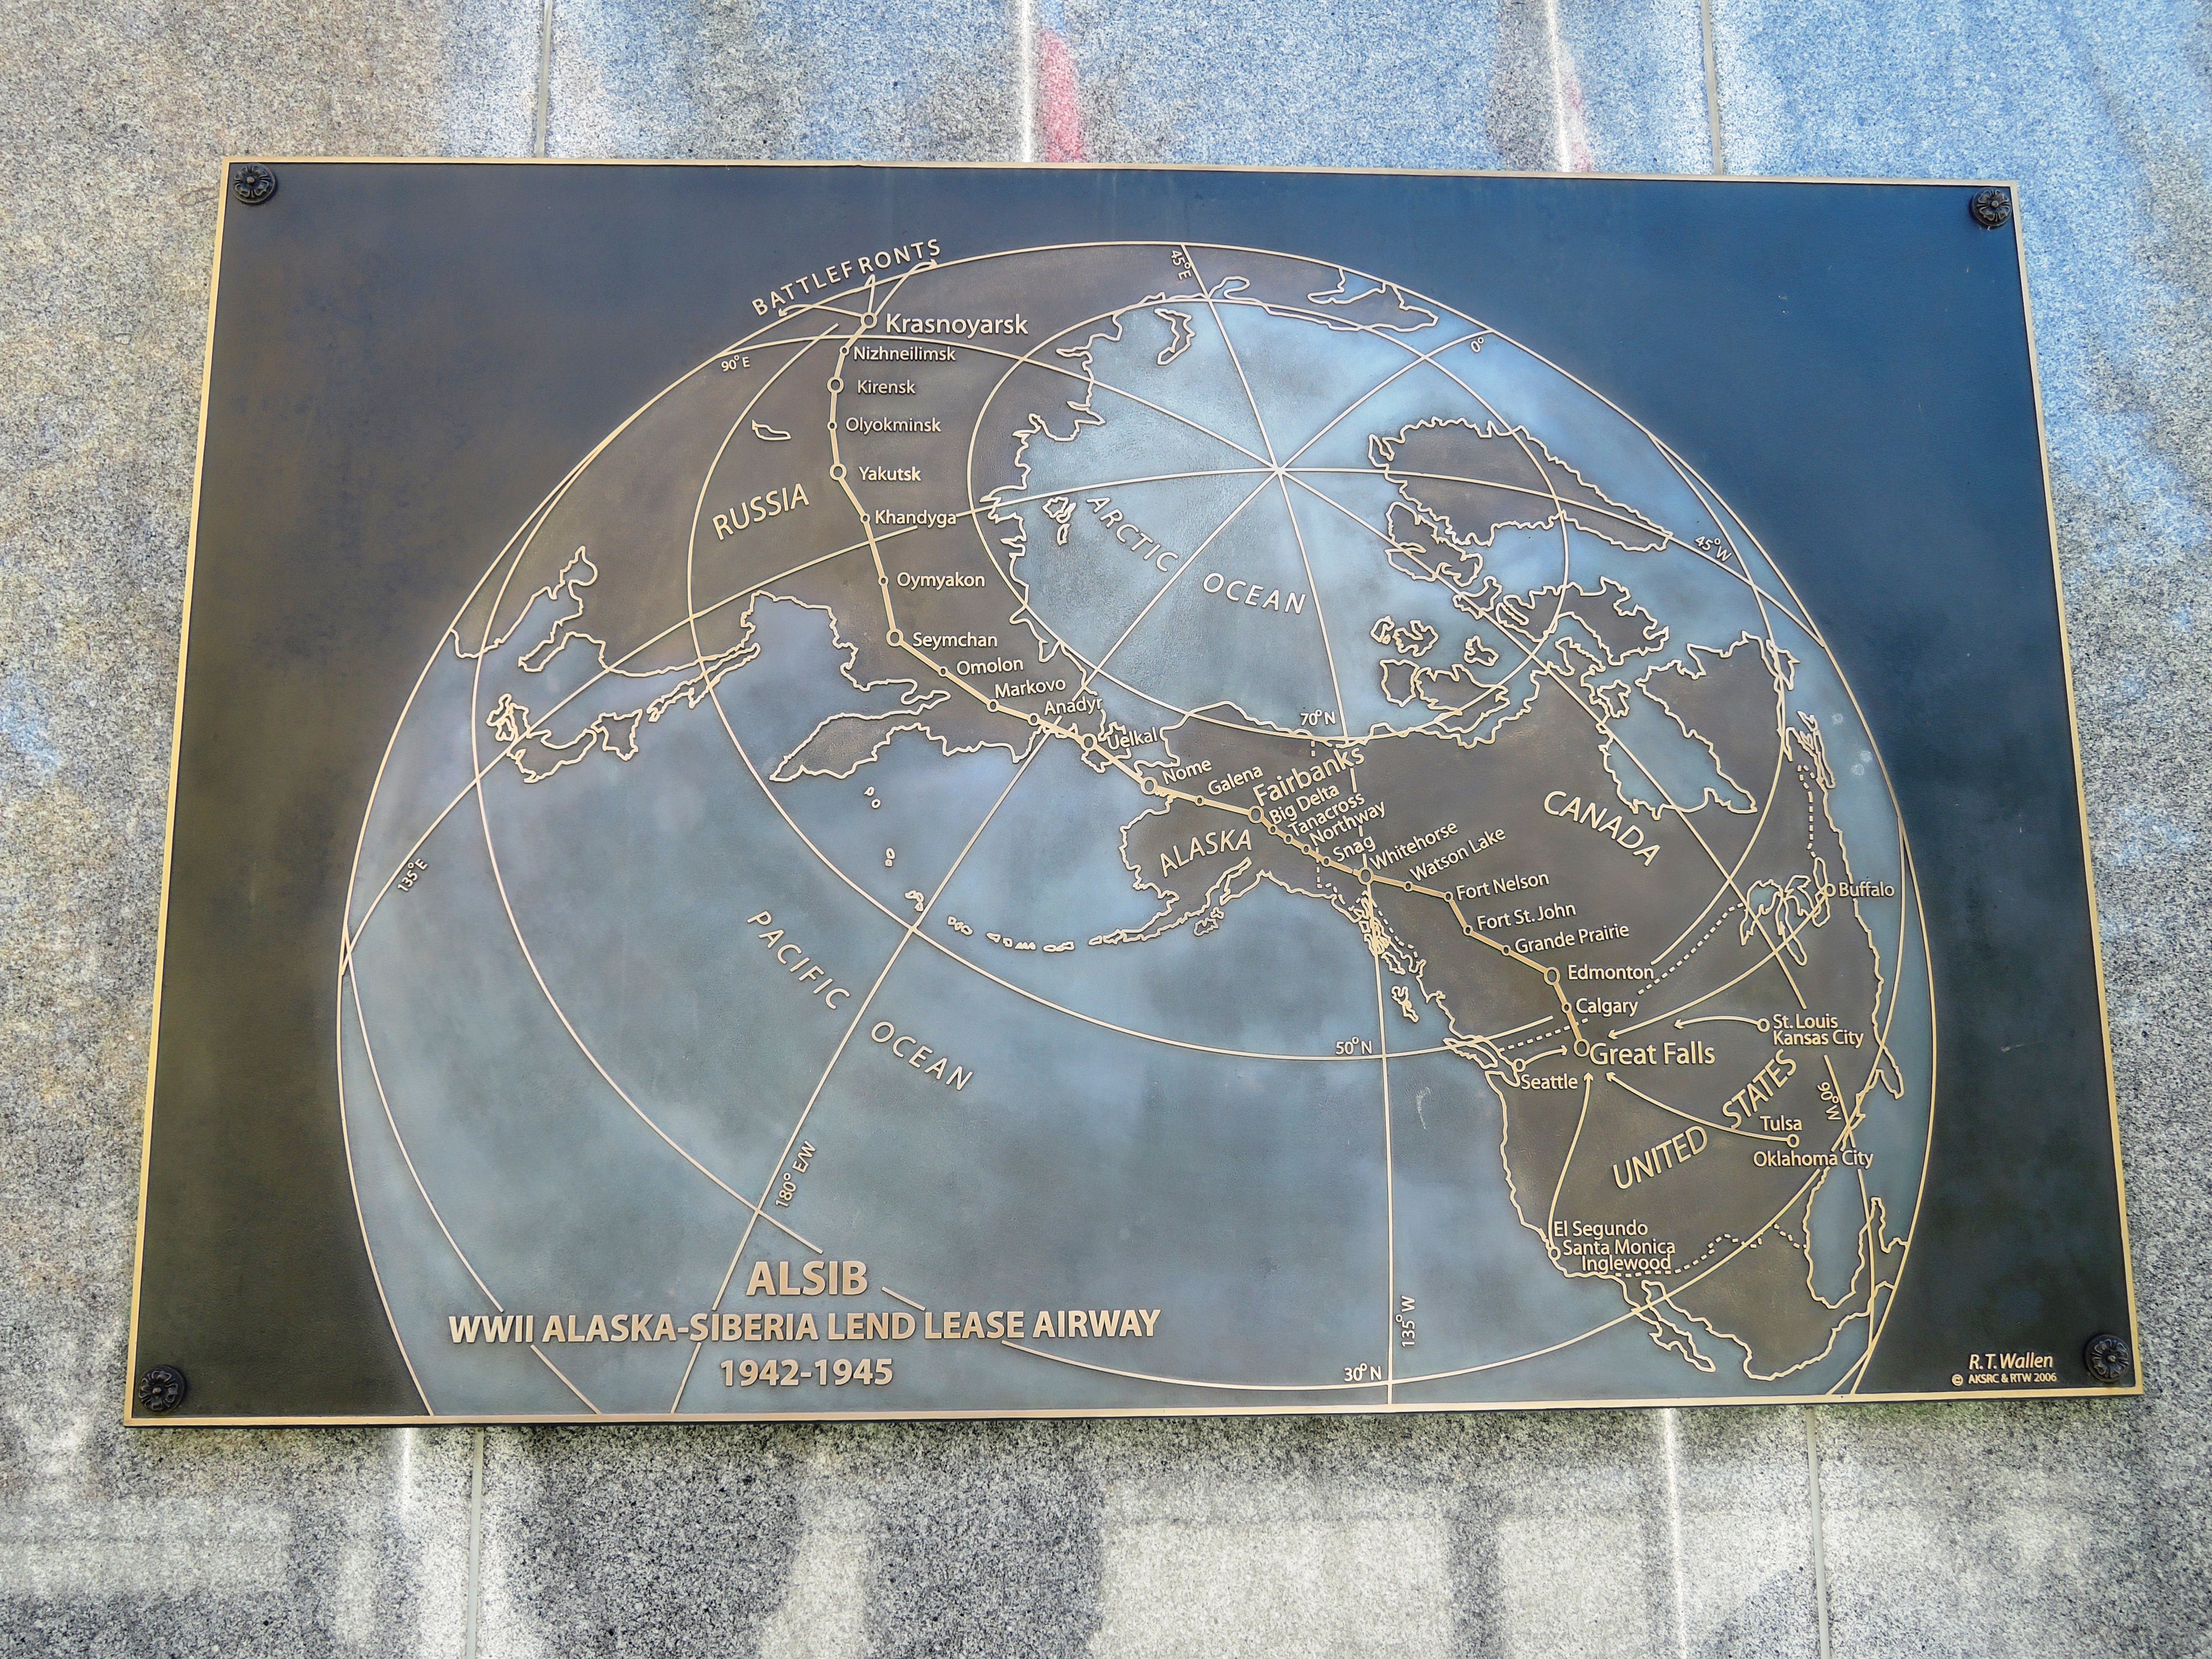 BATTLEFRONTS
45°E
Krasnoyarsk
0°
Nizhneilimsk
90°E
Kirensk
Olyokminsk
Yakutsk
RUSSIA
Khandyga
ARCTIC OCEAN
45°W
Oymyakon
Seymchan
Omolon
Markovo
Anadyr
70°N
Uelkal
Nome
Galena
Fairbanks
Big Delta
Tanacross
Northway
Snag
ALASKA
CANADA
Whitehorse
Watson Lake
135°E
Fort Nelson
Buffalo
Fort St. John
Grande Prairie
PACIFIC OCEAN
Edmonton
Calgary
St. Louis
Kansas City
50°N
Great Falls
Seattle
UNITED STATES
90°W
Tulsa
Oklahoma City
180° E/W
El Segundo
Santa Monica
Inglewood
ALSIB
WWII ALASKA-SIBERIA LEND LEASE AIRWAY
1942-1945
135°W
30°N
R.T. Wallen
© AKSRC & RTW 2006